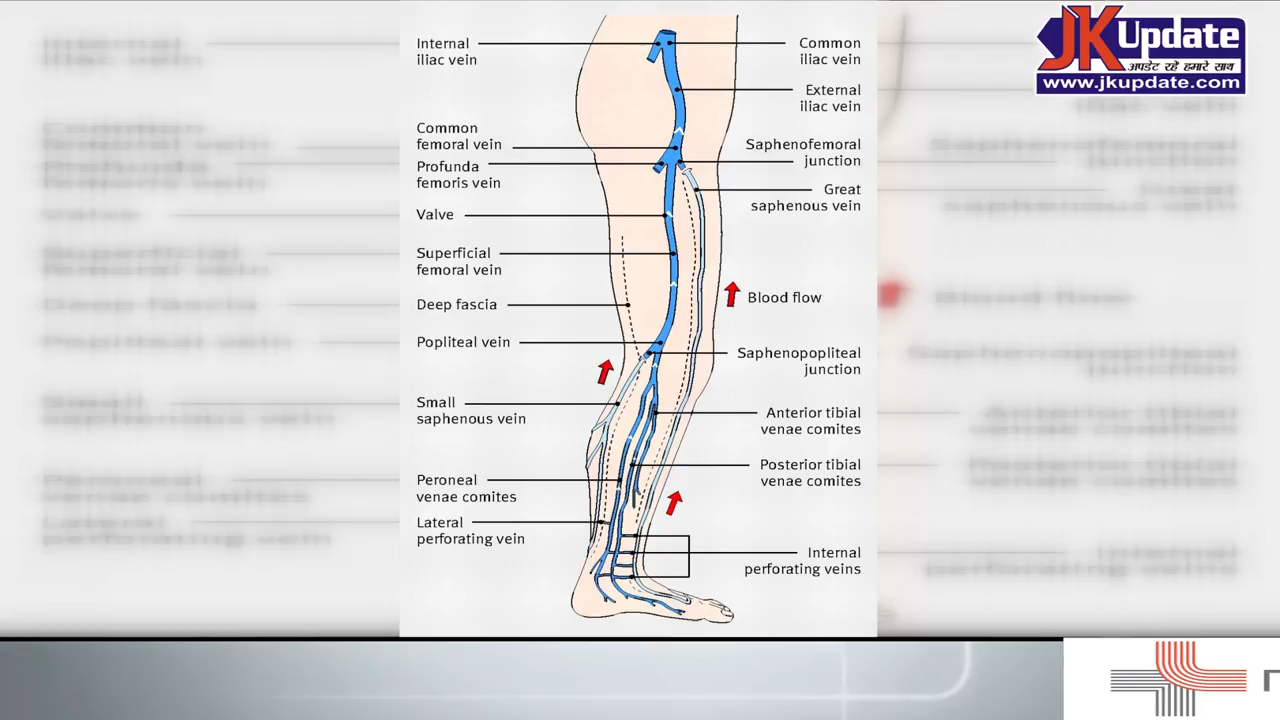 JK Update
अपडेट रहे हमारे साथ
www.jkupdate.com
Internal
iliac vein
Common
femoral vein
Profunda
femoris vein
Valve
Superficial
femoral vein
Deep fascia
Popliteal vein
Small
saphenous vein
Peroneal
venae comites
Lateral
perforating vein
Common
iliac vein
External
iliac vein
Saphenofemoral
junction
Great
saphenous vein
Blood flow
Saphenopopliteal
junction
Anterior tibial
venae comites
Posterior tibial
venae comites
Internal
perforating veins